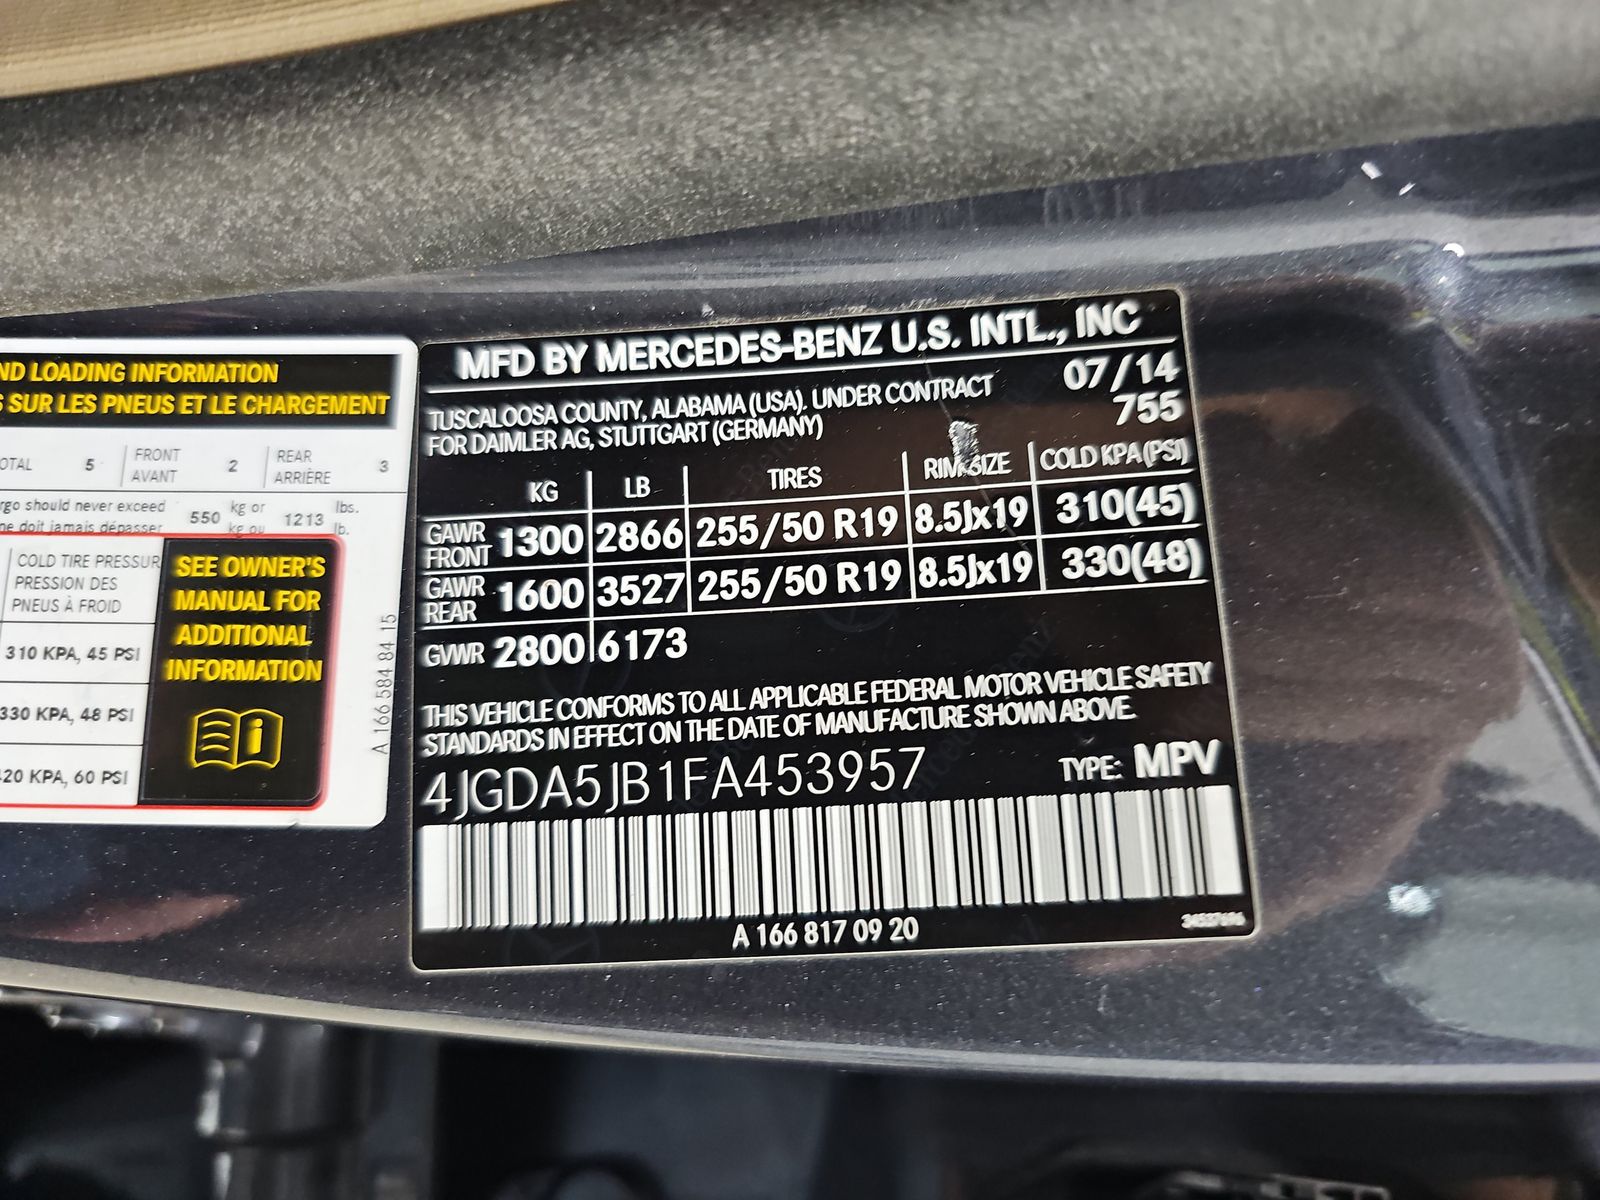 ND LOADING INFORMATION
S SUR LES PNEUS ET LE CHARGEMENT
OTAL 5 FRONT AVANT 2 REAR ARRIÈRE 3
rgo should never exceed 550 kg or 1213 lbs.
ne doit jamais dépasser kg ou lb.
COLD TIRE PRESSUR
PRESSION DES
PNEUS À FROID
310 KPA, 45 PSI
330 KPA, 48 PSI
420 KPA, 60 PSI
SEE OWNER'S
MANUAL FOR
ADDITIONAL
INFORMATION
A 166 584 84 15
MFD BY MERCEDES-BENZ U.S. INTL., INC
TUSCALOOSA COUNTY, ALABAMA (USA). UNDER CONTRACT 07/14
FOR DAIMLER AG, STUTTGART (GERMANY) 755
KG LB TIRES RIM SIZE COLD KPA (PSI)
GAWR FRONT 1300 2866 255/50 R19 8.5Jx19 310(45)
GAWR REAR 1600 3527 255/50 R19 8.5Jx19 330(48)
GVWR 2800 6173
THIS VEHICLE CONFORMS TO ALL APPLICABLE FEDERAL MOTOR VEHICLE SAFETY
STANDARDS IN EFFECT ON THE DATE OF MANUFACTURE SHOWN ABOVE.
4JGDA5JB1FA453957 TYPE: MPV
A 166 817 09 20